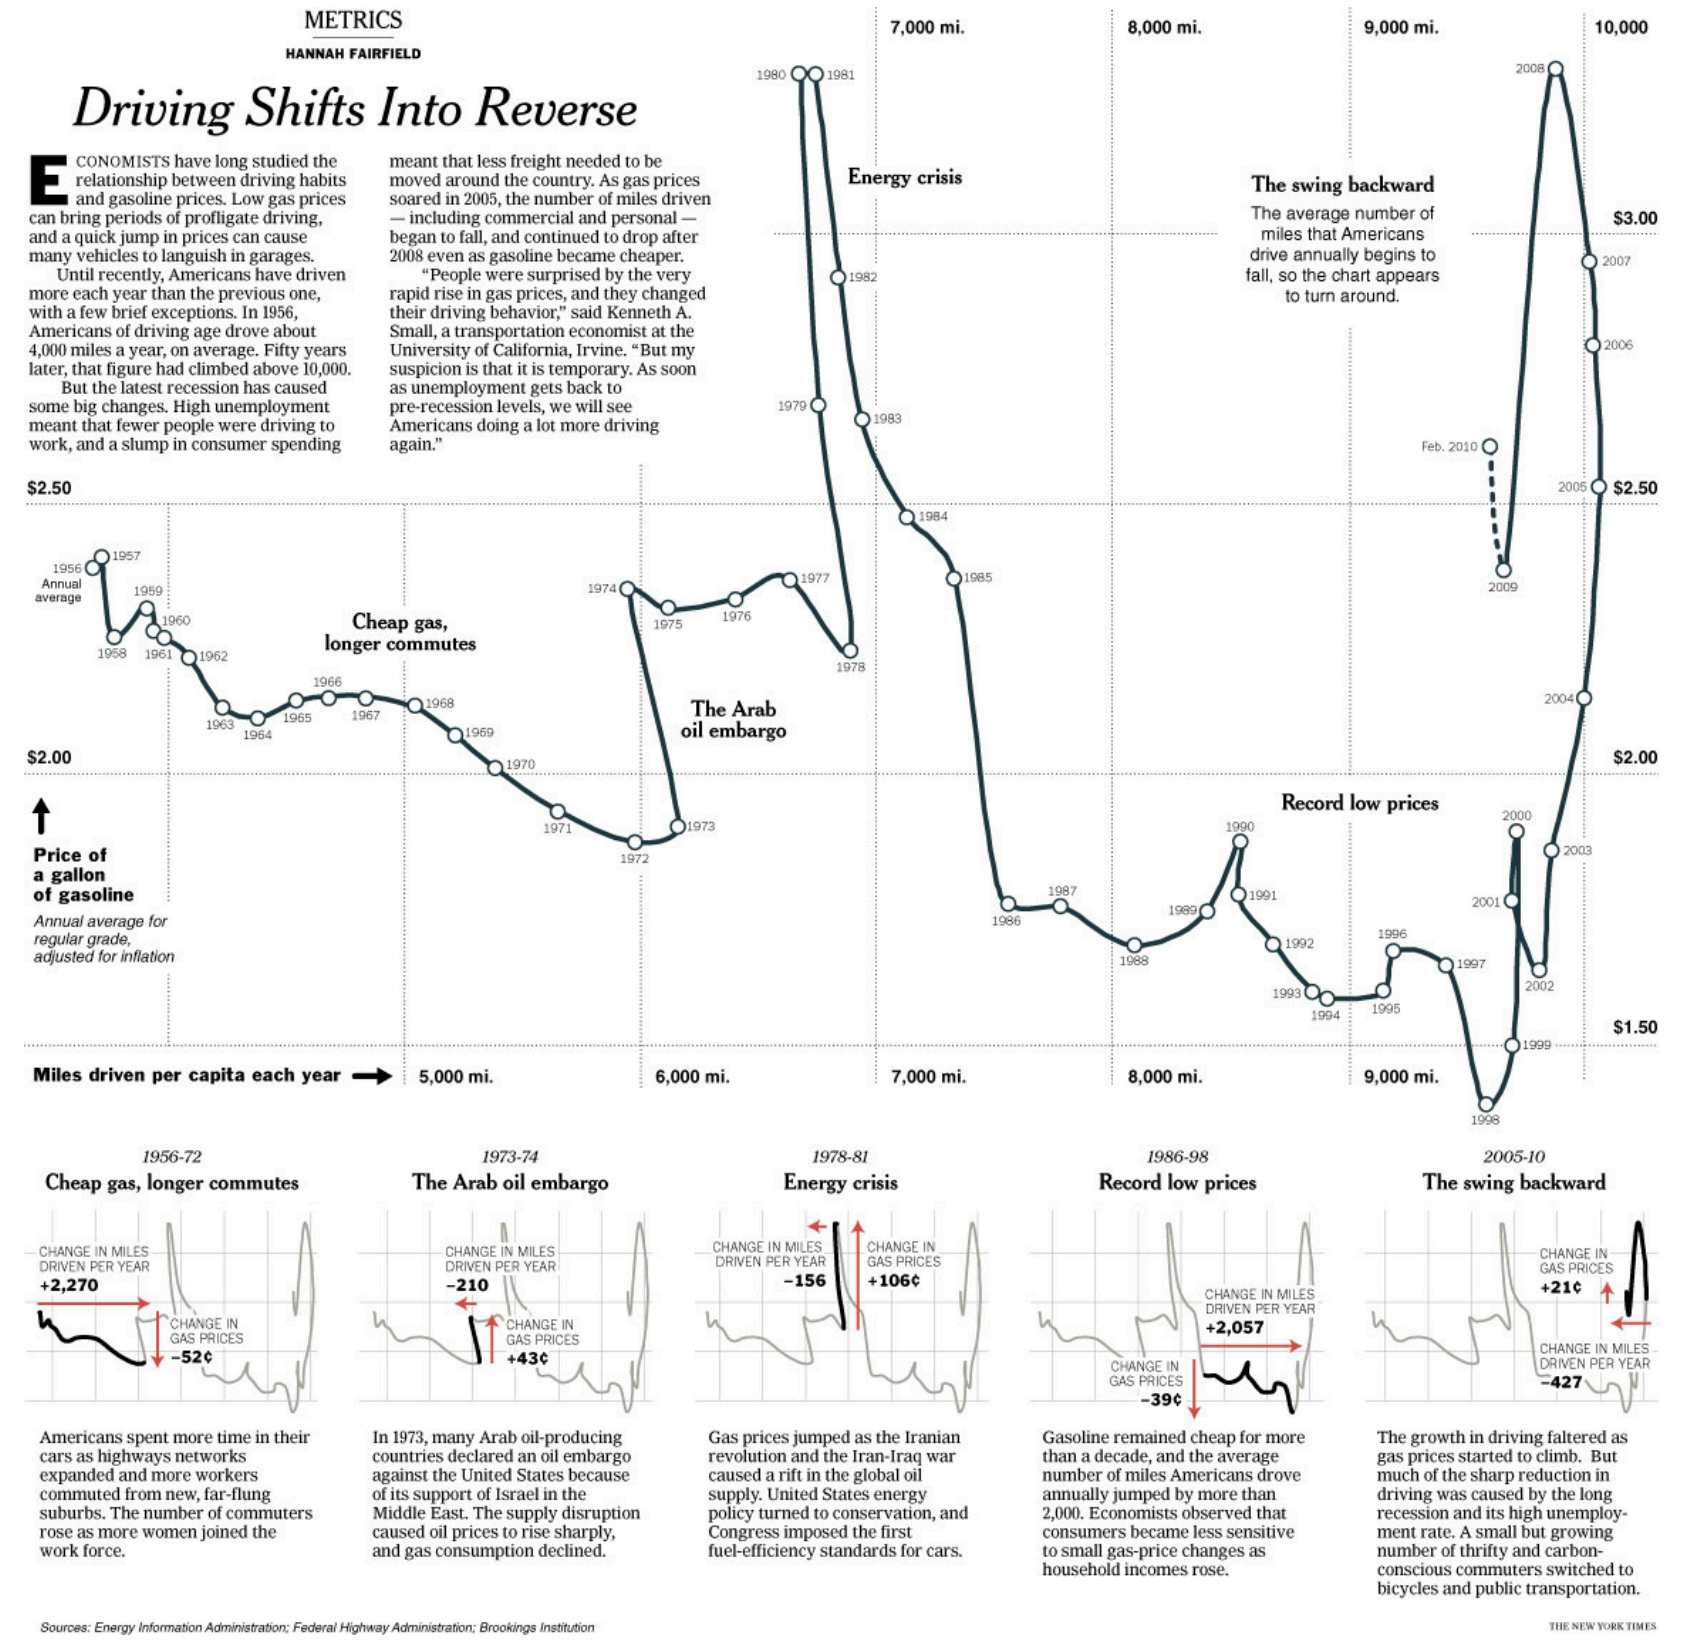 METRICS
HANNAH FAIRFIELD
Driving Shifts Into Reverse
ECONOMISTS have long studied the
relationship between driving habits
and gasoline prices. Low gas prices
can bring periods of profligate driving,
and a quick jump in prices can cause
many vehicles to languish in garages.
Until recently, Americans have driven
more each year than the previous one,
with a few brief exceptions. In 1956,
Americans of driving age drove about
4,000 miles a year, on average. Fifty years
later, that figure had climbed above 10,000.
But the latest recession has caused
some big changes. High unemployment
meant that fewer people were driving to
work, and a slump in consumer spending
meant that less freight needed to be
moved around the country. As gas prices
soared in 2005, the number of miles driven
— including commercial and personal —
began to fall, and continued to drop after
2008 even as gasoline became cheaper.
“People were surprised by the very
rapid rise in gas prices, and they changed
their driving behavior,” said Kenneth A.
Small, a transportation economist at the
University of California, Irvine. “But my
suspicion is that it is temporary. As soon
as unemployment gets back to
pre-recession levels, we will see
Americans doing a lot more driving
again.”
7,000 mi.
8,000 mi.
9,000 mi.
10,000
1980
1981
2008
Energy crisis
The swing backward
The average number of
miles that Americans
drive annually begins to
fall, so the chart appears
to turn around.
$3.00
2007
1982
2006
1979
1983
Feb. 2010
$2.50
2005
$2.50
1984
1956
Annual
average
1957
1958
1959
1960
1961
1962
1963
1964
1965
1966
1967
1968
1969
1970
1971
1972
1973
Cheap gas,
longer commutes
1974
1975
1976
1977
1978
1985
2009
The Arab
oil embargo
2004
$2.00
$2.00
Record low prices
Price of
a gallon
of gasoline
Annual average for
regular grade,
adjusted for inflation
1986
1987
1988
1989
1990
1991
1992
1993
1994
1995
1996
1997
1998
1999
2000
2001
2002
2003
$1.50
Miles driven per capita each year
5,000 mi.
6,000 mi.
7,000 mi.
8,000 mi.
9,000 mi.
1956-72
Cheap gas, longer commutes
CHANGE IN MILES
DRIVEN PER YEAR
+2,270
CHANGE IN
GAS PRICES
–52¢
Americans spent more time in their
cars as highways networks
expanded and more workers
commuted from new, far-flung
suburbs. The number of commuters
rose as more women joined the
work force.
1973-74
The Arab oil embargo
CHANGE IN MILES
DRIVEN PER YEAR
–210
CHANGE IN
GAS PRICES
+43¢
In 1973, many Arab oil-producing
countries declared an oil embargo
against the United States because
of its support of Israel in the
Middle East. The supply disruption
caused oil prices to rise sharply,
and gas consumption declined.
1978-81
Energy crisis
CHANGE IN MILES
DRIVEN PER YEAR
–156
CHANGE IN
GAS PRICES
+106¢
Gas prices jumped as the Iranian
revolution and the Iran-Iraq war
caused a rift in the global oil
supply. United States energy
policy turned to conservation, and
Congress imposed the first
fuel-efficiency standards for cars.
1986-98
Record low prices
CHANGE IN MILES
DRIVEN PER YEAR
+2,057
CHANGE IN
GAS PRICES
–39¢
Gasoline remained cheap for more
than a decade, and the average
number of miles Americans drove
annually jumped by more than
2,000. Economists observed that
consumers became less sensitive
to small gas-price changes as
household incomes rose.
2005-10
The swing backward
CHANGE IN
GAS PRICES
+21¢
CHANGE IN MILES
DRIVEN PER YEAR
–427
The growth in driving faltered as
gas prices started to climb. But
much of the sharp reduction in
driving was caused by the long
recession and its high unemploy-
ment rate. A small but growing
number of thrifty and carbon-
conscious commuters switched to
bicycles and public transportation.
Sources: Energy Information Administration; Federal Highway Administration; Brookings Institution
THE NEW YORK TIMES